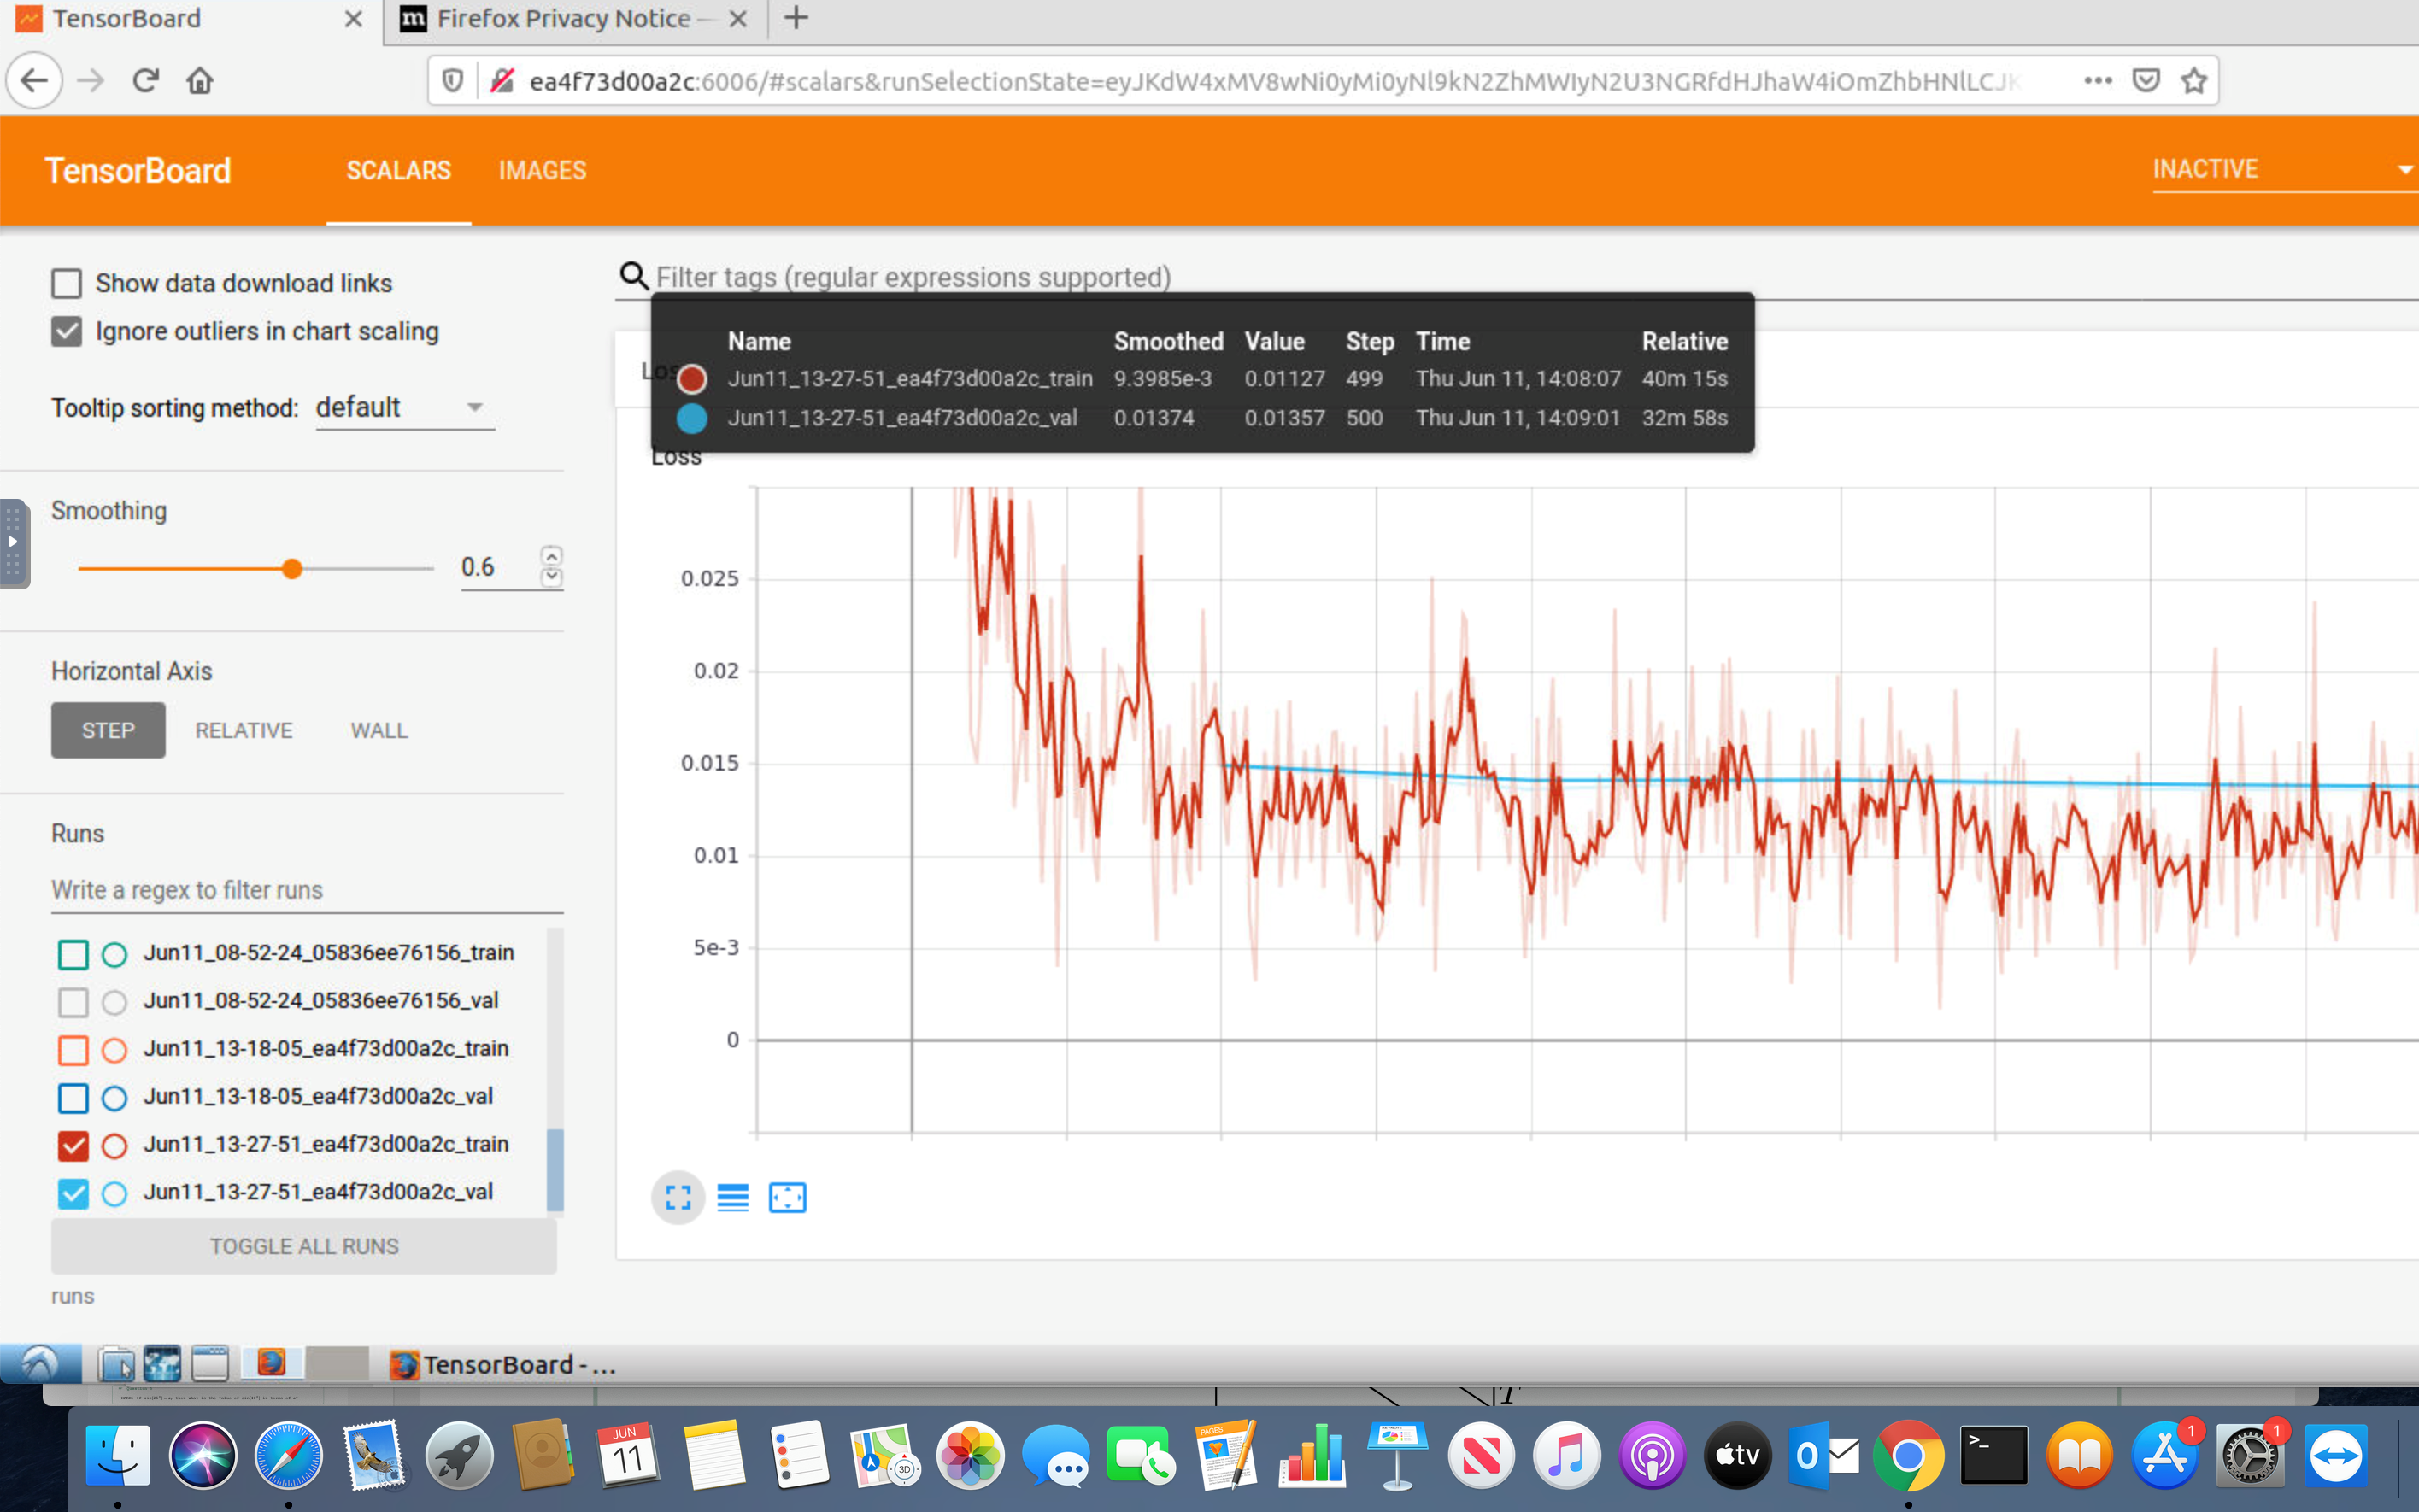 TensorBoard
Firefox Privacy Notice —
ea4f73d00a2c:6006/#scalars&runSelectionState=eyJKdW4xMV8wNi0yMi0yNl9kN2ZhMWIyN2U3NGRfdHJhaW4iOmZhbHNlLCJK
TensorBoard SCALARS IMAGES INACTIVE
Show data download links
Ignore outliers in chart scaling
Tooltip sorting method: default
Smoothing
0.6
Horizontal Axis
STEP RELATIVE WALL
Runs
Write a regex to filter runs
Jun11_08-52-24_05836ee76156_train
Jun11_08-52-24_05836ee76156_val
Jun11_13-18-05_ea4f73d00a2c_train
Jun11_13-18-05_ea4f73d00a2c_val
Jun11_13-27-51_ea4f73d00a2c_train
Jun11_13-27-51_ea4f73d00a2c_val
TOGGLE ALL RUNS
runs
Filter tags (regular expressions supported)
Name Smoothed Value Step Time Relative
Jun11_13-27-51_ea4f73d00a2c_train 9.3985e-3 0.01127 499 Thu Jun 11, 14:08:07 40m 15s
Jun11_13-27-51_ea4f73d00a2c_val 0.01374 0.01357 500 Thu Jun 11, 14:09:01 32m 58s
Los
Loss
0.025
0.02
0.015
0.01
5e-3
0
TensorBoard - ...
JUN
11
3D
PAGES
tv
O
>_
1
1